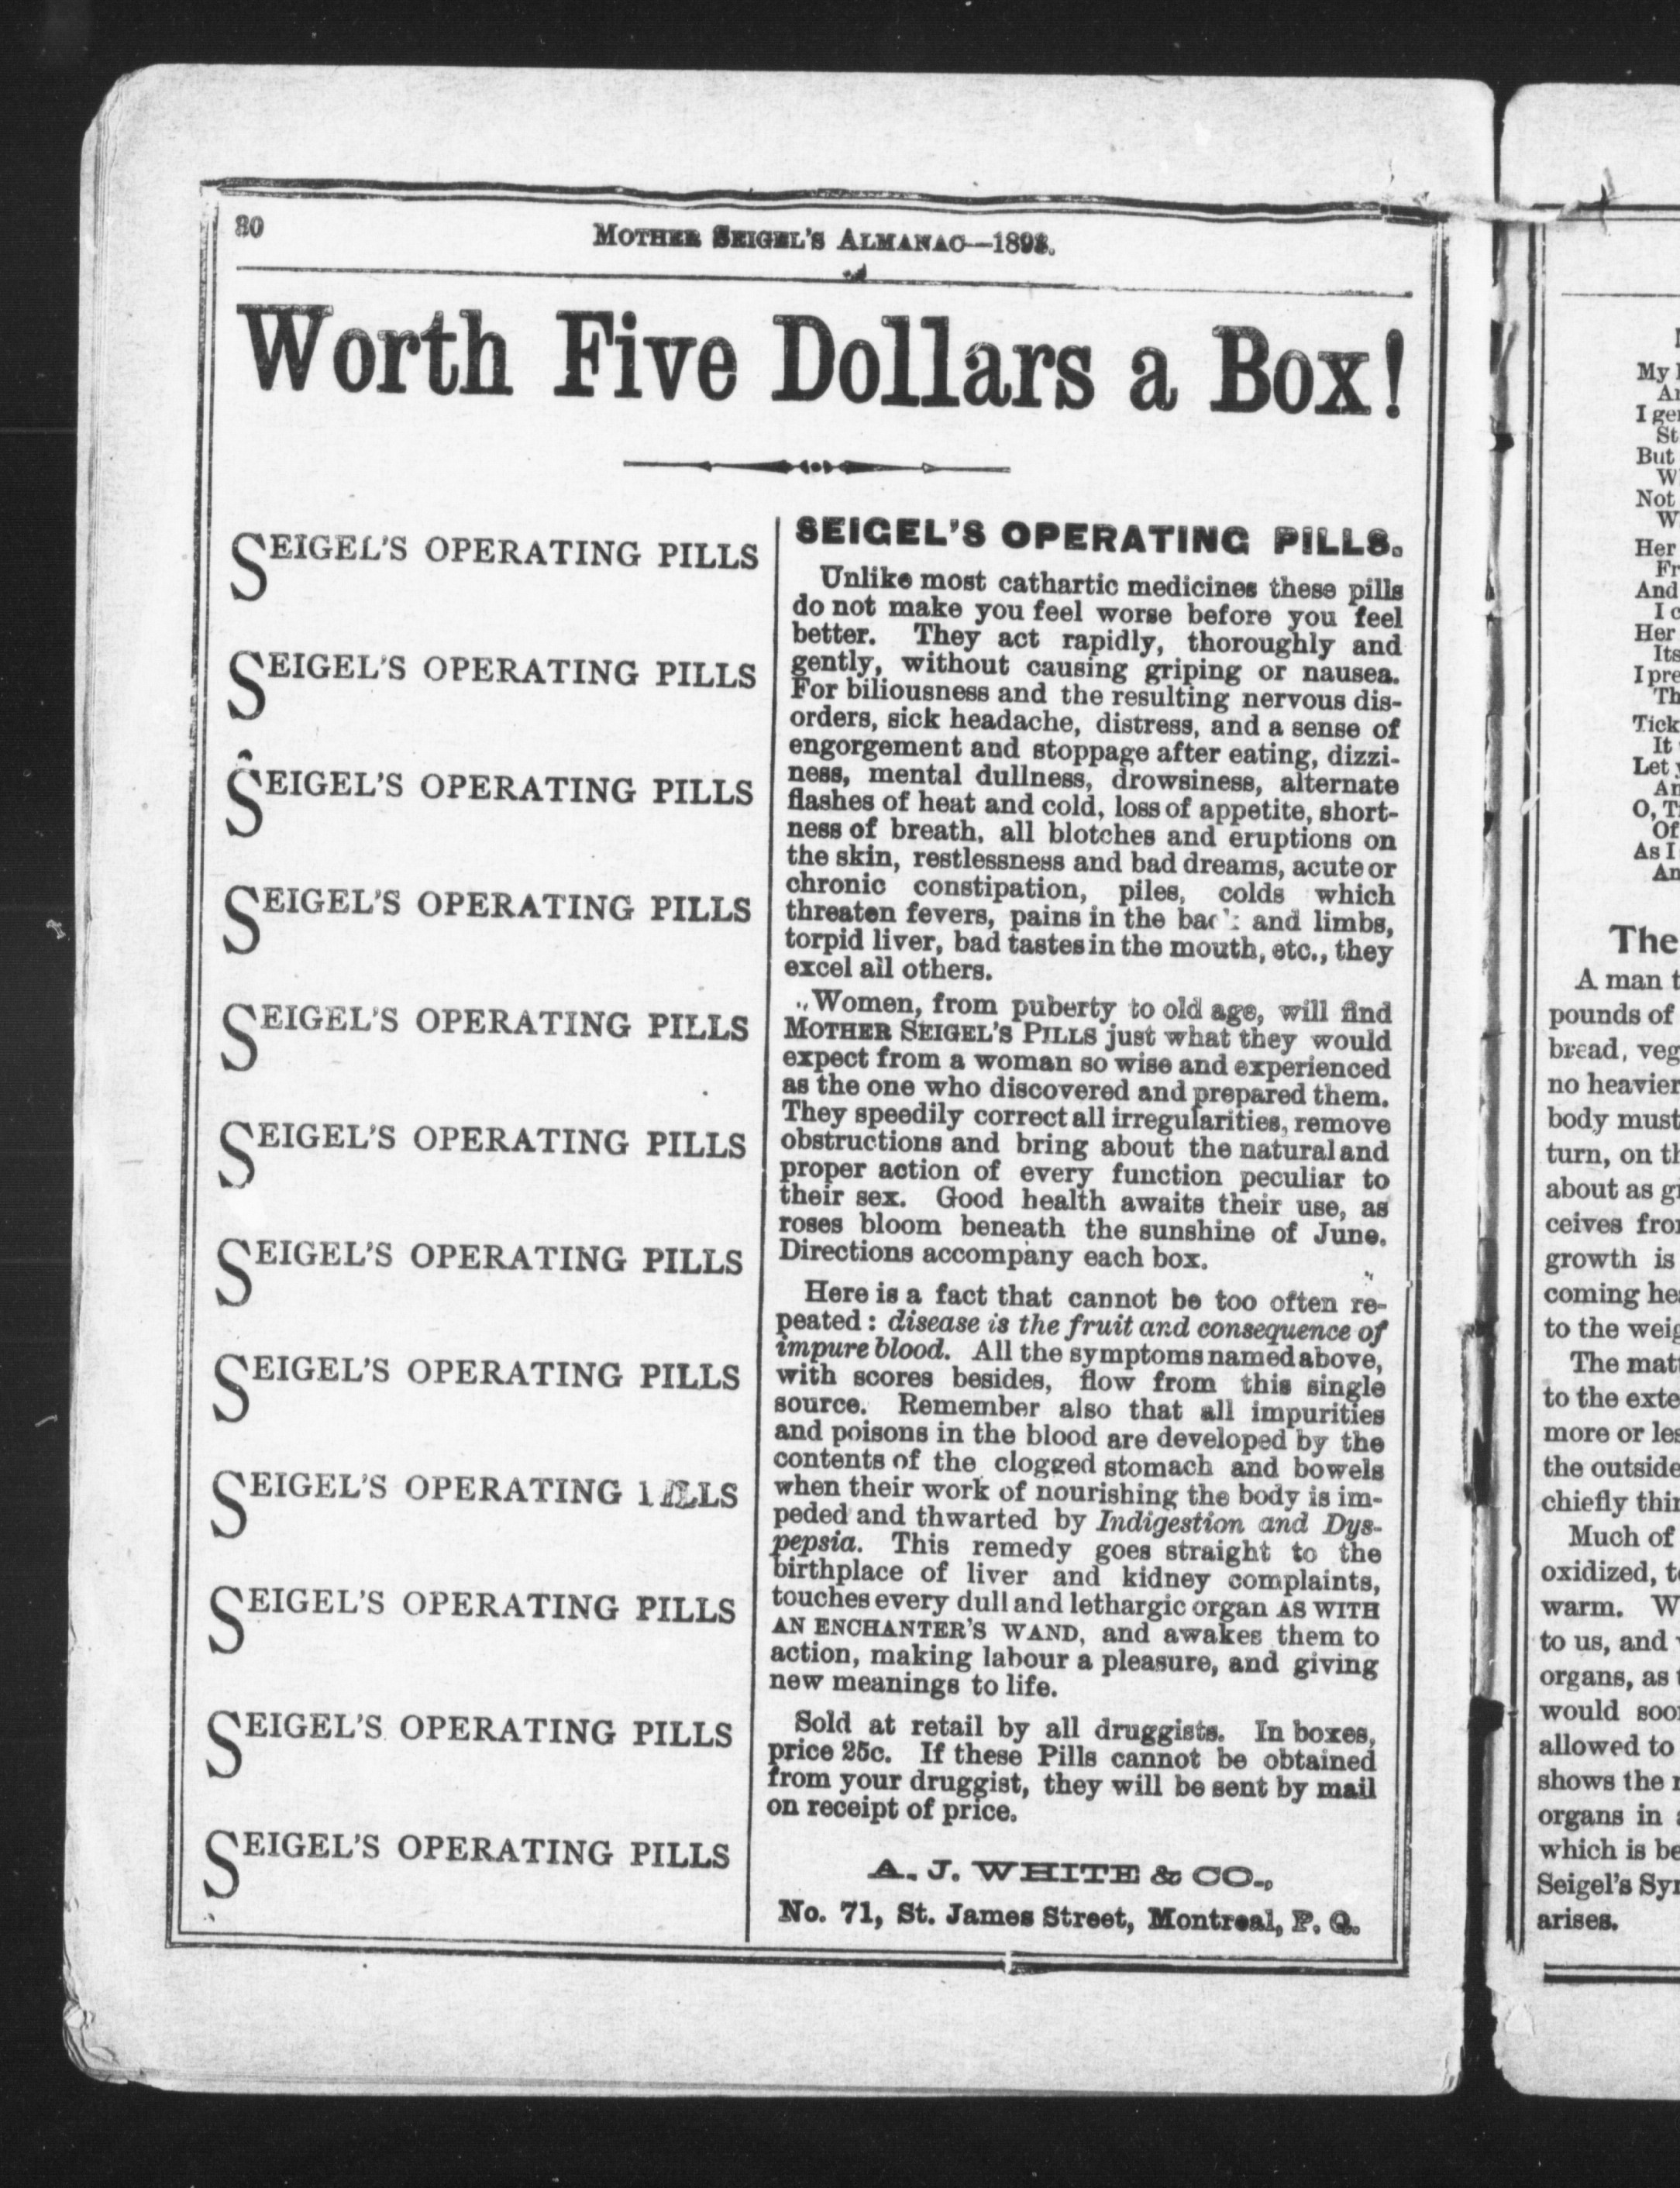 MOTHER SEIGEL'S ALMANAC—
Worth Five Dollars a Box!
SEIGEL'S OPERATING PILLS
SEIGEL'S OPERATING PILLS
SEIGEL'S OPERATING PILLS
SEIGEL'S OPERATING PILLS
SEIGEL'S OPERATING PILLS
SEIGEL'S OPERATING PILLS
SEIGEL'S OPERATING PILLS
SEIGEL'S OPERATING PILLS
SEIGEL'S OPERATING
SEIGEL'S OPERATING PILLS
SEIGEL'S OPERATING PILLS
SEIGEL'S OPERATING PILLS
SEIGEL'S OPERATING PILLS.
Unlike most cathartic medicines these pills
do not make you feel worse before you feel
better. They act rapidly, thoroughly and
gently, without causing griping or nausea.
For biliousness and the resulting nervous dis-
orders, sick headache, distress, and a sense of
engorgement and stoppage after eating, dizzi-
ness, mental dullness, drowsiness, alternate
flashes of heat and cold, loss of appetite, short-
ness of breath, all blotches and eruptions on
the skin, restlessness and bad dreams, acute or
chronic constipation, piles, colds which
threaten fevers, pains in the back and limbs,
torpid liver, bad tastes in the mouth, etc., they
excel all others.
Women, from puberty to old age, will find
MOTHER SEIGEL'S PILLS just what they would
expect from a woman so wise and experienced
as the one who discovered and prepared them.
They speedily correct all irregularities, remove
obstructions and bring about the natural and
proper action of every function peculiar to
their sex. Good health awaits their use, as
roses bloom beneath the sunshine of June.
Directions accompany each box.
Here is a fact that cannot be too often re-
peated : disease is the fruit and consequence of
impure blood. All the symptoms named above,
with scores besides, flow from this single
source. Remember also that all impurities
and poisons in the blood are developed by the
contents of the clogged stomach and bowels
when their work of nourishing the body is im-
peded and thwarted by Indigestion and Dys-
pepsia. This remedy goes straight to the
birthplace of liver and kidney complaints,
touches every dull and lethargic organ AS WITH
AN ENCHANTER'S WAND, and awakes them to
action, making labour a pleasure, and giving
new meanings to life.
Sold at retail by all druggists. In boxes,
price 25c. If these Pills cannot be obtained
from your druggist, they will be sent by mail
on receipt of price.
A. J. WHITE & CO.,
No. 71, St. James Street, Montreal, P. Q.
My
But
Not
Her
And
Her
Its
The
A man
pounds of
bread, veg
no heavier
body must
turn, on
about as
ceives
growth is
coming
to the
The
to the
more or
the outside
chiefly
Much of
oxidized,
warm.
to us, and
organs, as
would
allowed to
shows the
organs in
which is
Seigel's
arises.